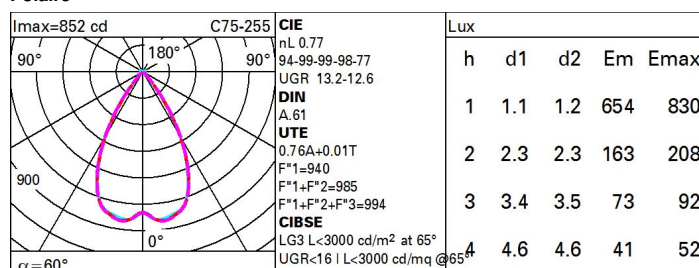 Imax=852 cd C75-255
90° 180° 90°
900
0°
α=60°
CIE
nL 0.77
94-99-99-98-77
UGR 13.2-12.6
DIN
A.61
UTE
0.76A+0.01T
F"1=940
F"1+F"2=985
F"1+F"2+F"3=994
CIBSE
LG3 L<3000 cd/m² at 65°
UGR<16 | L<3000 cd/mq @65°
Lux
h d1 d2 Em Emax
1 1.1 1.2 654 830
2 2.3 2.3 163 208
3 3.4 3.5 73 92
4 4.6 4.6 41 52